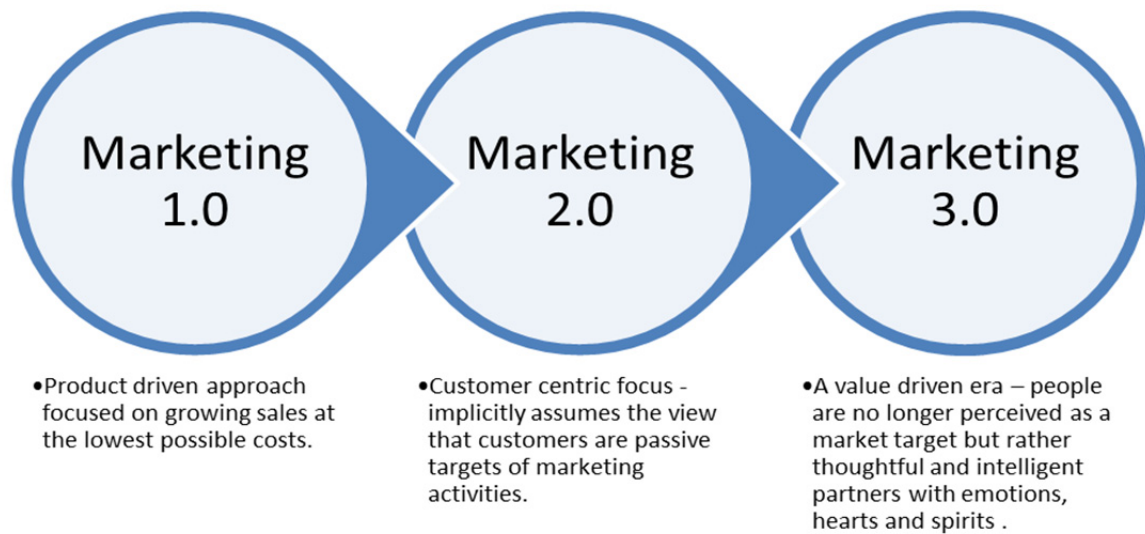 Marketing
1.0
Marketing
2.0
Marketing
3.0
•Product driven approach
focused on growing sales at
the lowest possible costs.
•Customer centric focus -
implicitly assumes the view
that customers are passive
targets of marketing
activities.
•A value driven era – people
are no longer perceived as a
market target but rather
thoughtful and intelligent
partners with emotions,
hearts and spirits .